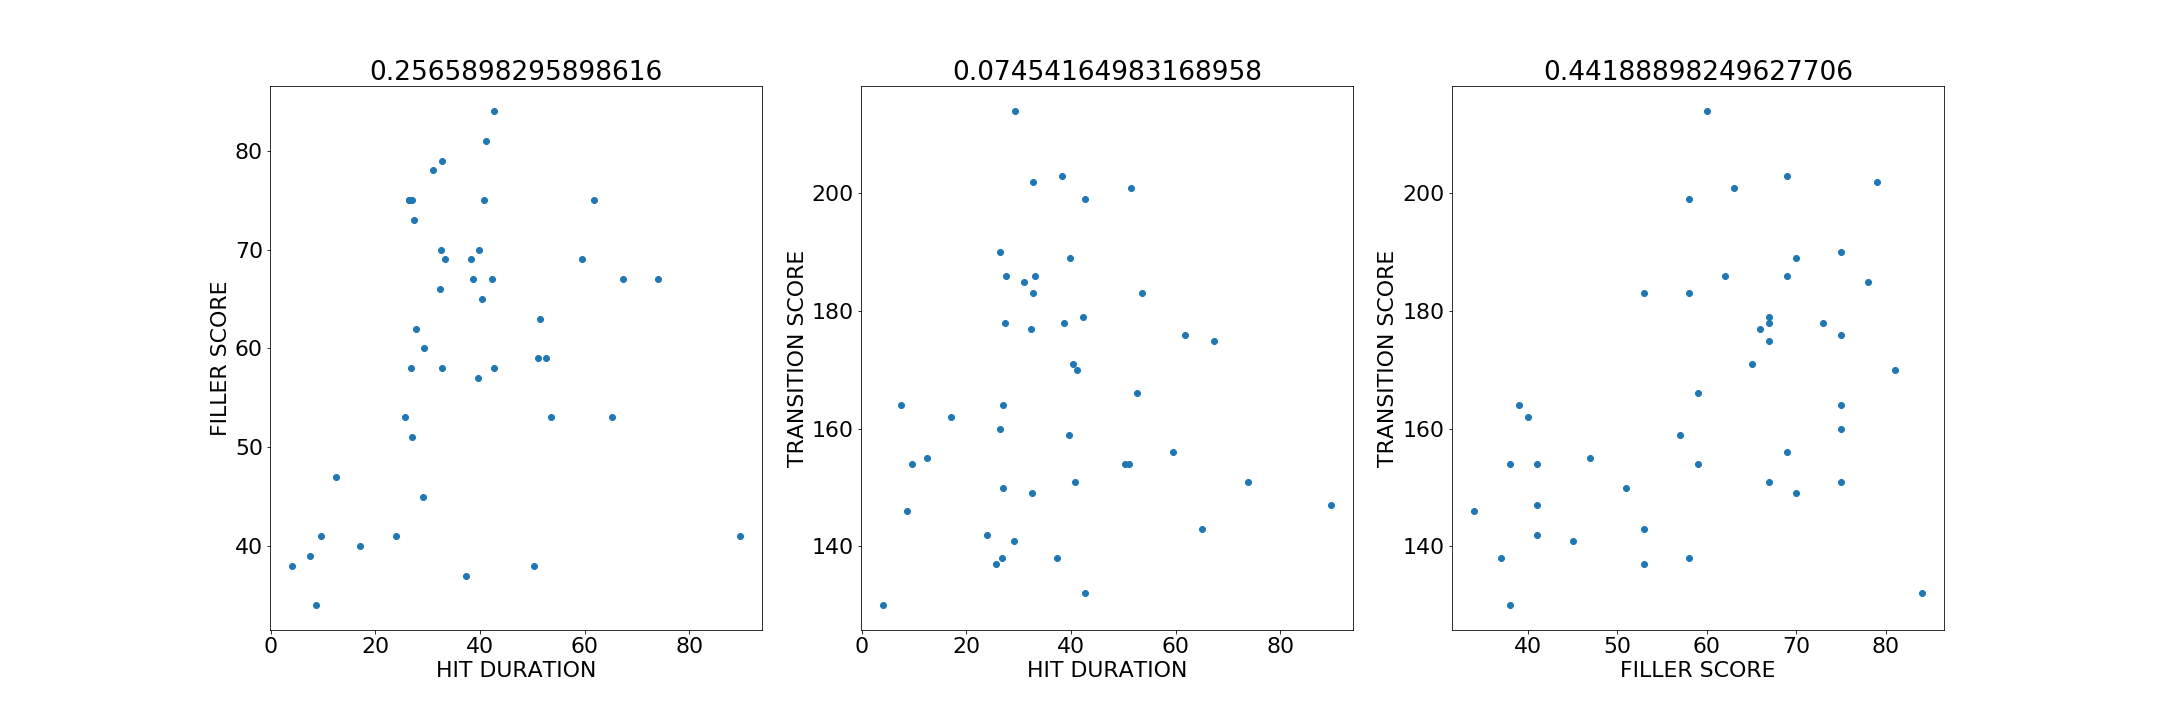 0.2565898295898616
FILLER SCORE
80
70
60
50
40
0 20 40 60 80
HIT DURATION
0.07454164983168958
TRANSITION SCORE
200
180
160
140
0 20 40 60 80
HIT DURATION
0.44188898249627706
TRANSITION SCORE
200
180
160
140
40 50 60 70 80
FILLER SCORE